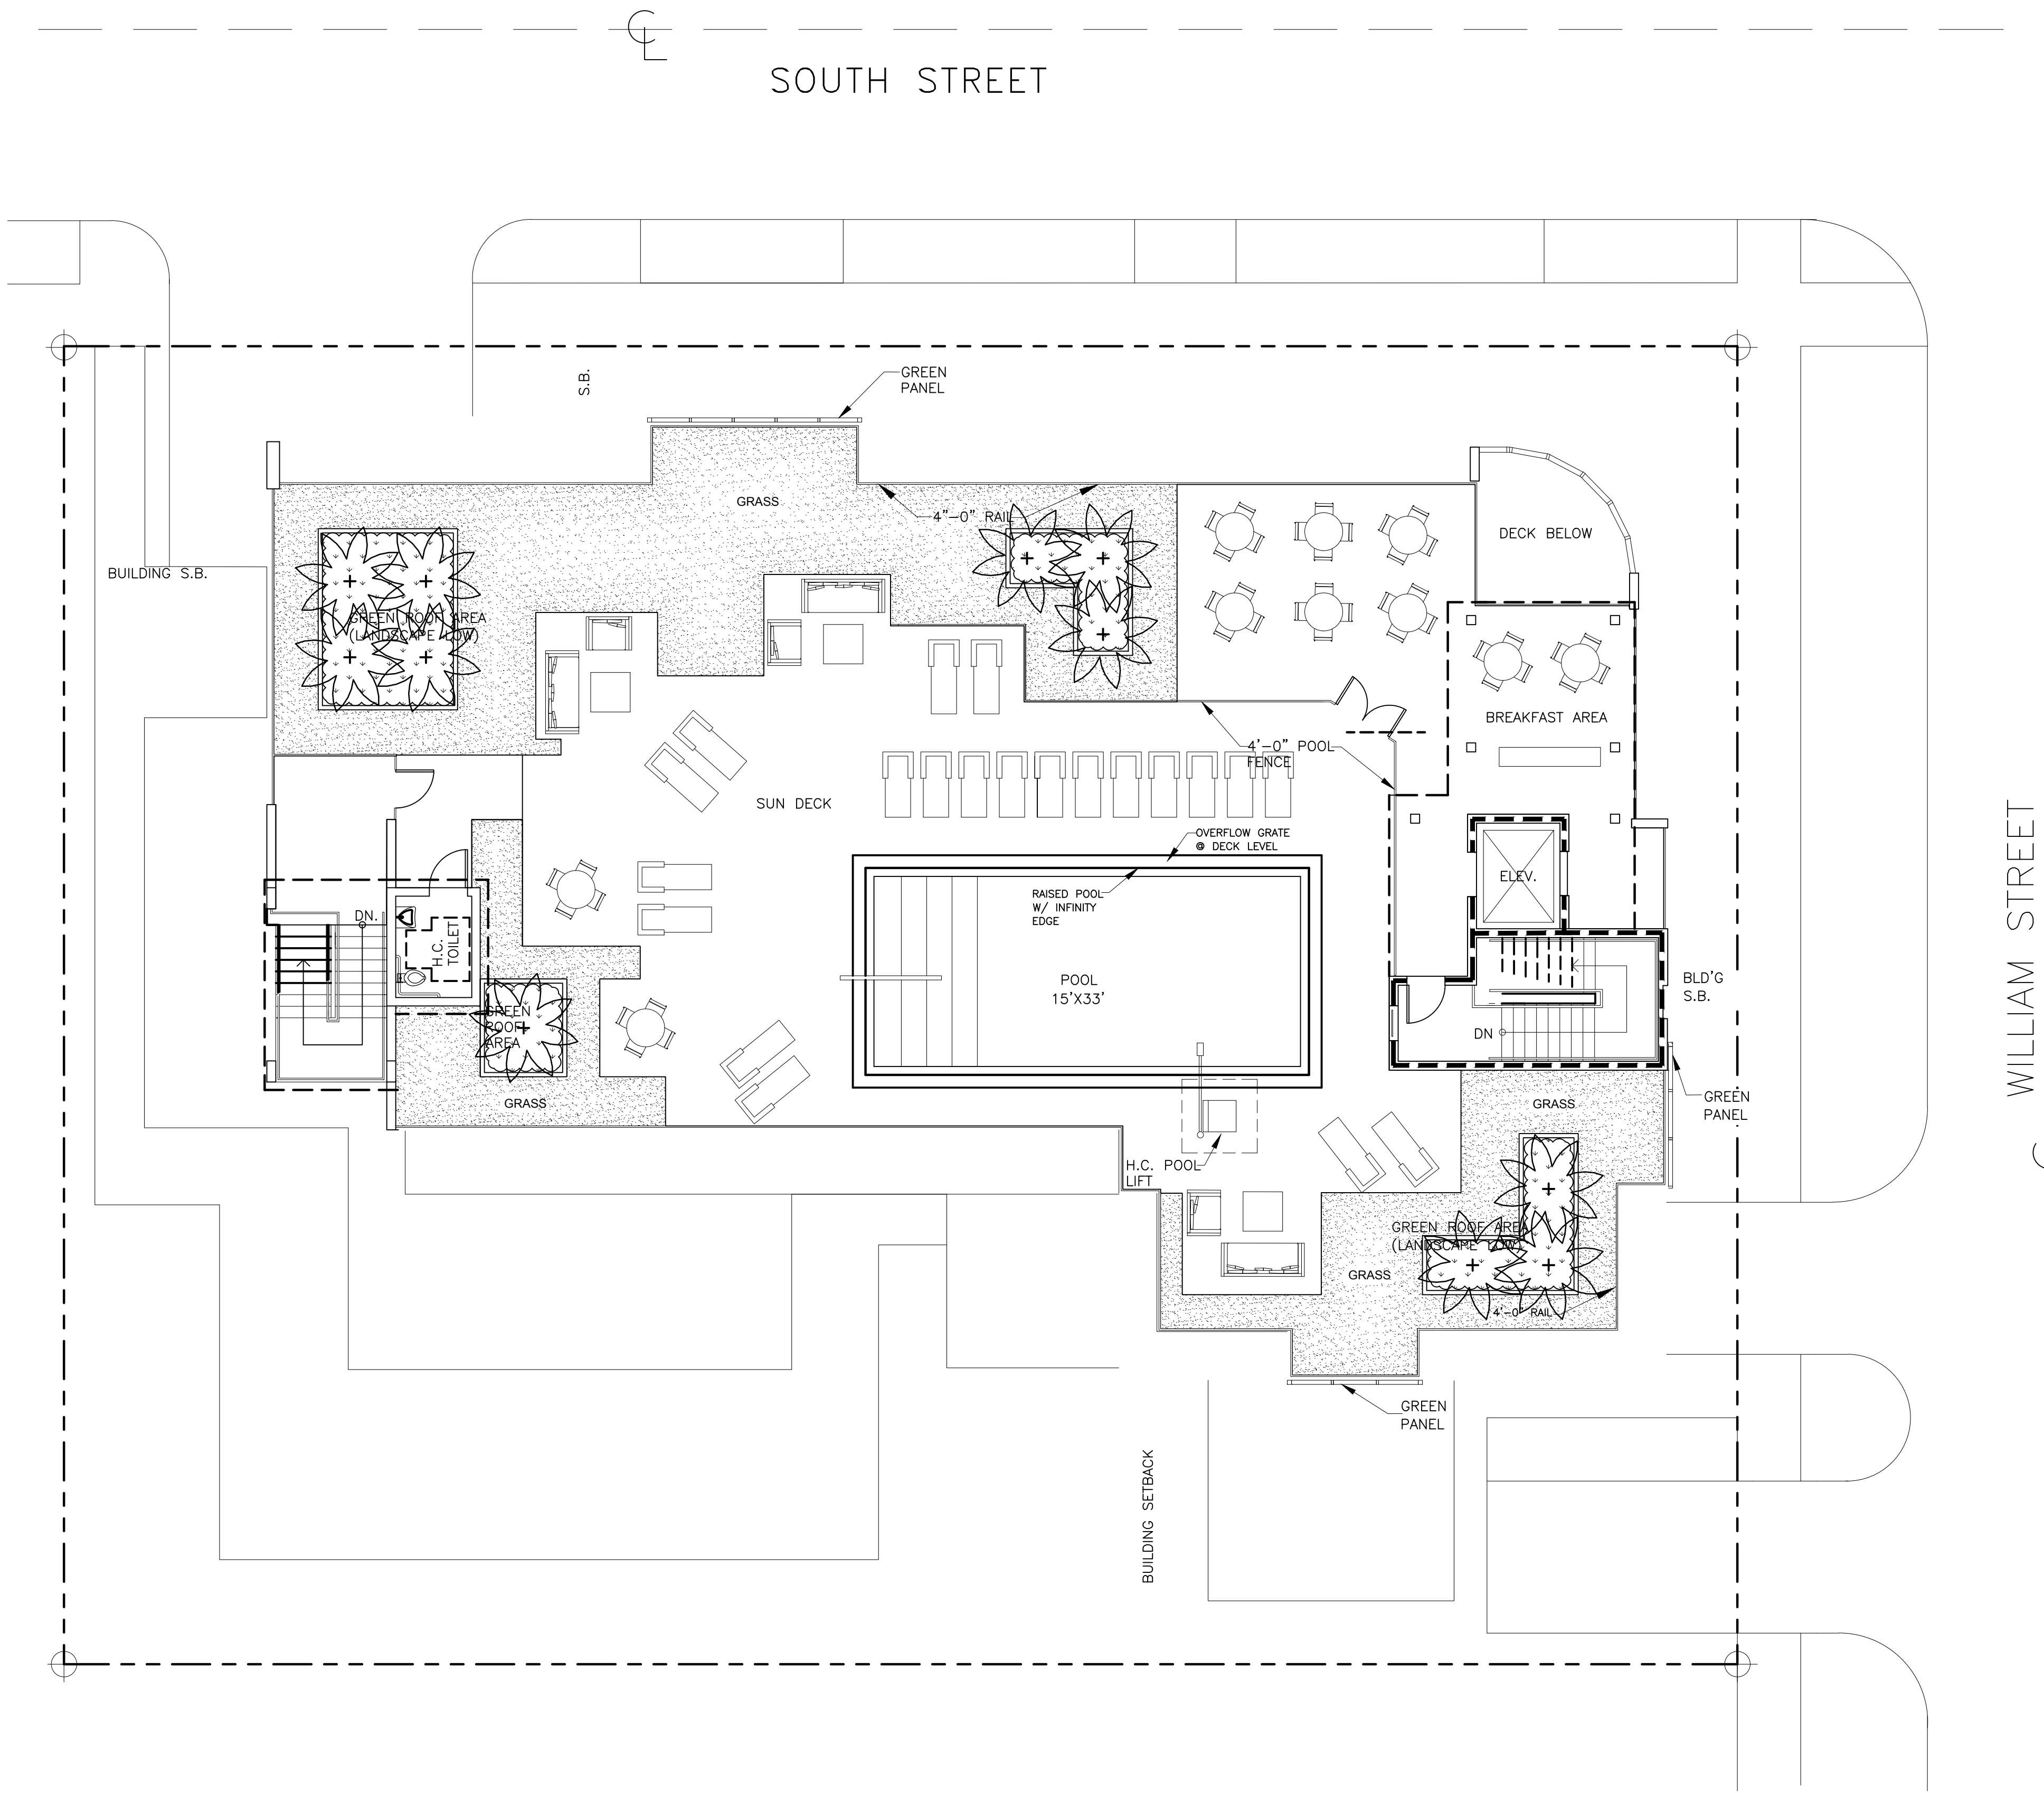 SOUTH STREET
GREEN
PANEL
S.B.
GRASS
4"-0" RAIL
DECK BELOW
BUILDING S.B.
GREEN ROOF AREA
(LANDSCAPE LOW)
BREAKFAST AREA
4'-0" POOL
FENCE
SUN DECK
OVERFLOW GRATE
@ DECK LEVEL
ELEV.
RAISED POOL
W/ INFINITY
EDGE
DN.
H.C.
TOILET
POOL
15'X33'
BLD'G
S.B.
GREEN
ROOF
AREA
DN
GRASS
GRASS
GREEN
PANEL
WILLIAM STREET
H.C. POOL
LIFT
GREEN ROOF AREA
(LANDSCAPE LOW)
GRASS
4'-0" RAIL
GREEN
PANEL
BUILDING SETBACK